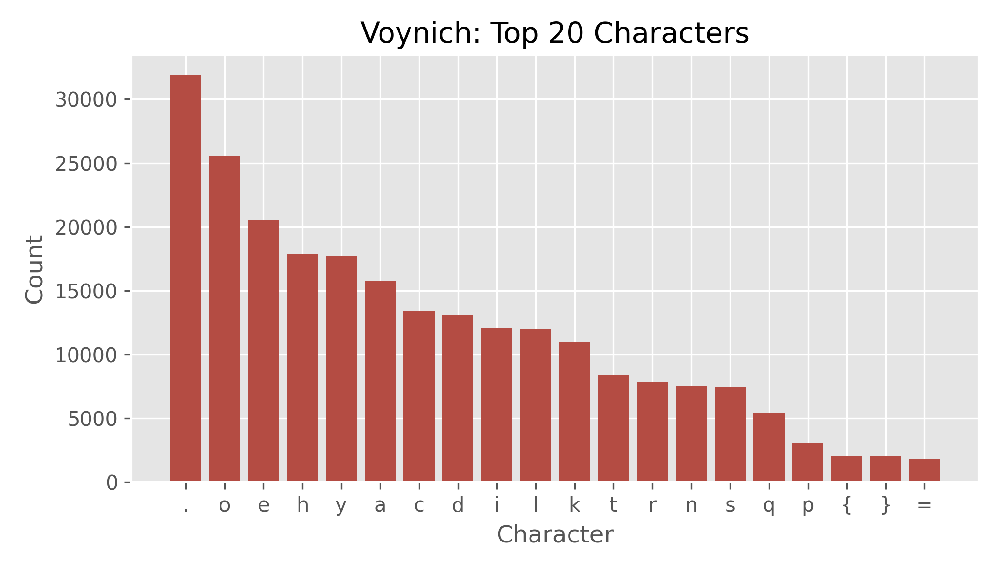 Voynich: Top 20 Characters
30000
25000
20000
15000
10000
5000
0
Count
. o e h y a c d i l k t r n s q p { } =
Character